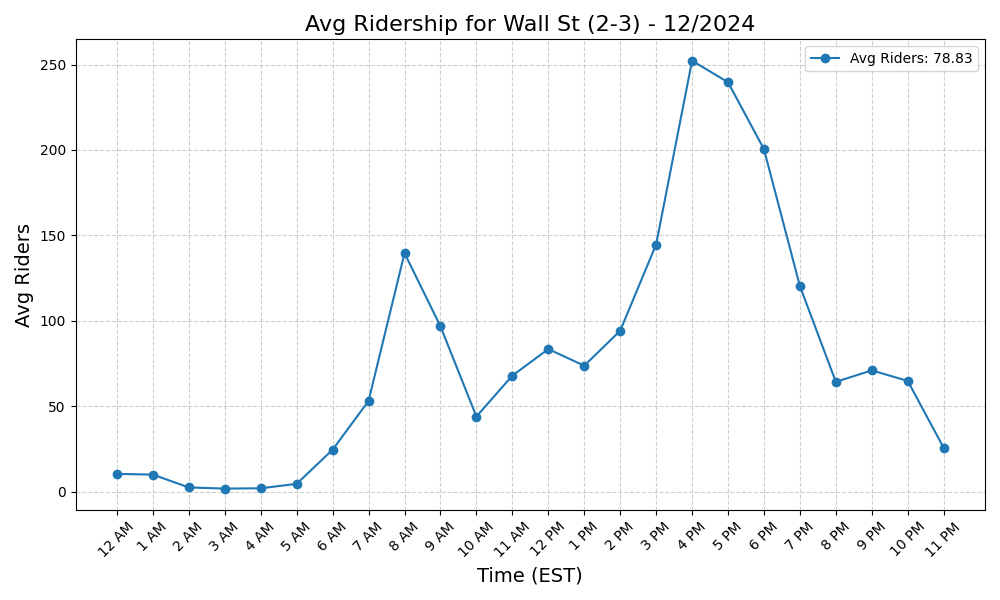 Avg Ridership for Wall St (2-3) - 12/2024
Avg Riders: 78.83
Avg Riders
250
200
150
100
50
0
12 AM
1 AM
2 AM
3 AM
4 AM
5 AM
6 AM
7 AM
8 AM
9 AM
10 AM
11 AM
12 PM
1 PM
2 PM
3 PM
4 PM
5 PM
6 PM
7 PM
8 PM
9 PM
10 PM
11 PM
Time (EST)